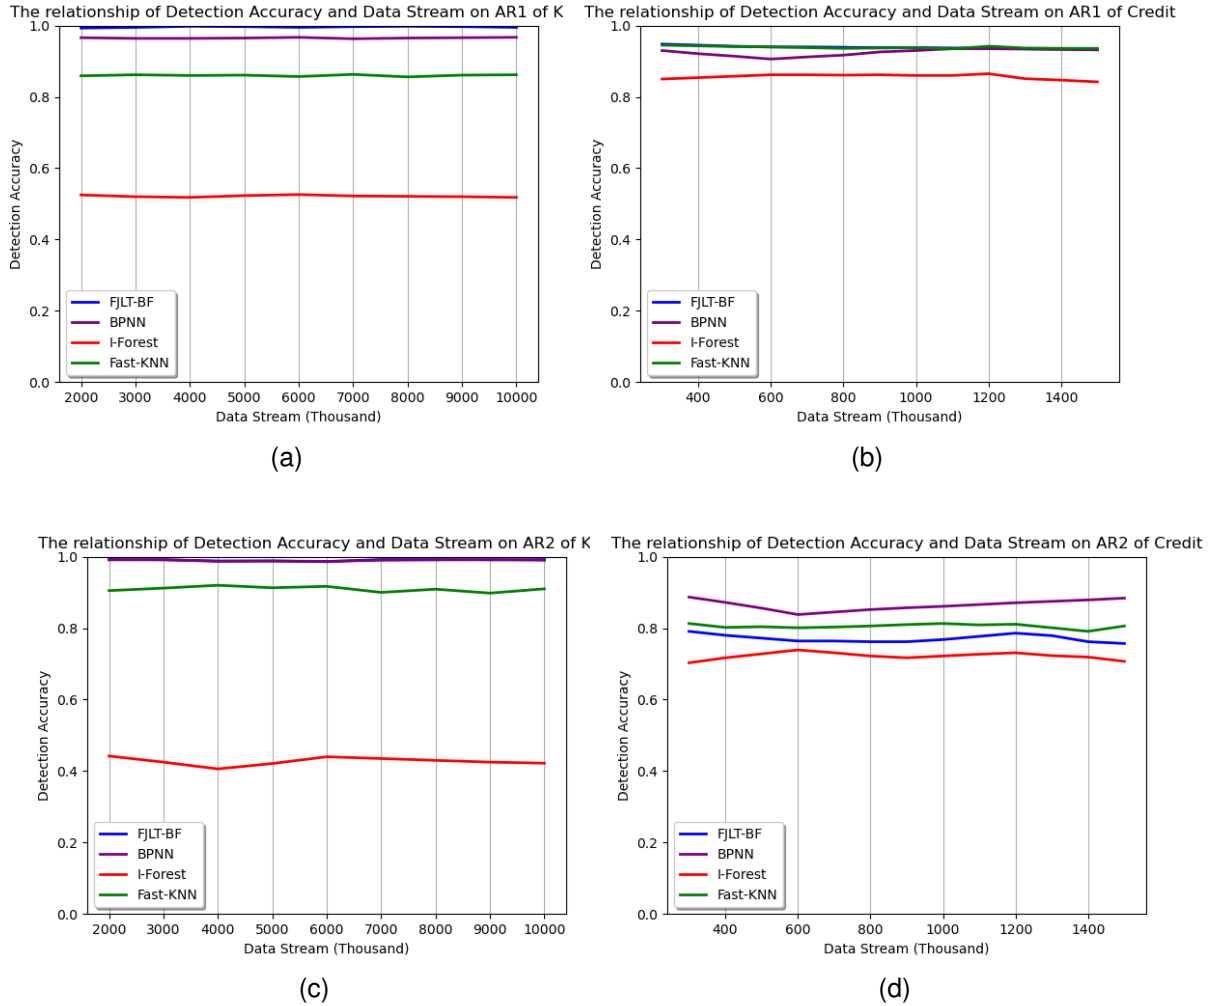 The relationship of Detection Accuracy and Data Stream on AR1 of K
1.0
0.8
0.6
0.4
0.2
0.0
Detection Accuracy
FJLT-BF
BPNN
I-Forest
Fast-KNN
2000 3000 4000 5000 6000 7000 8000 9000 10000
Data Stream (Thousand)
(a)
The relationship of Detection Accuracy and Data Stream on AR1 of Credit
1.0
0.8
0.6
0.4
0.2
0.0
Detection Accuracy
FJLT-BF
BPNN
I-Forest
Fast-KNN
400 600 800 1000 1200 1400
Data Stream (Thousand)
(b)
The relationship of Detection Accuracy and Data Stream on AR2 of K
1.0
0.8
0.6
0.4
0.2
0.0
Detection Accuracy
FJLT-BF
BPNN
I-Forest
Fast-KNN
2000 3000 4000 5000 6000 7000 8000 9000 10000
Data Stream (Thousand)
(c)
The relationship of Detection Accuracy and Data Stream on AR2 of Credit
1.0
0.8
0.6
0.4
0.2
0.0
Detection Accuracy
FJLT-BF
BPNN
I-Forest
Fast-KNN
400 600 800 1000 1200 1400
Data Stream (Thousand)
(d)